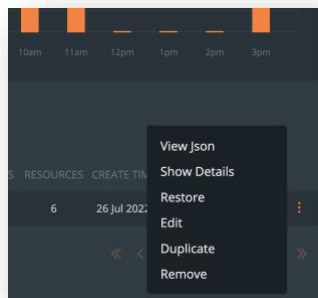 10am 11am 12pm 1pm 2pm 3pm
View Json
Show Details
RESOURCES CREATE
Restore
6 26 Jul 2022
Edit
Duplicate
Remove